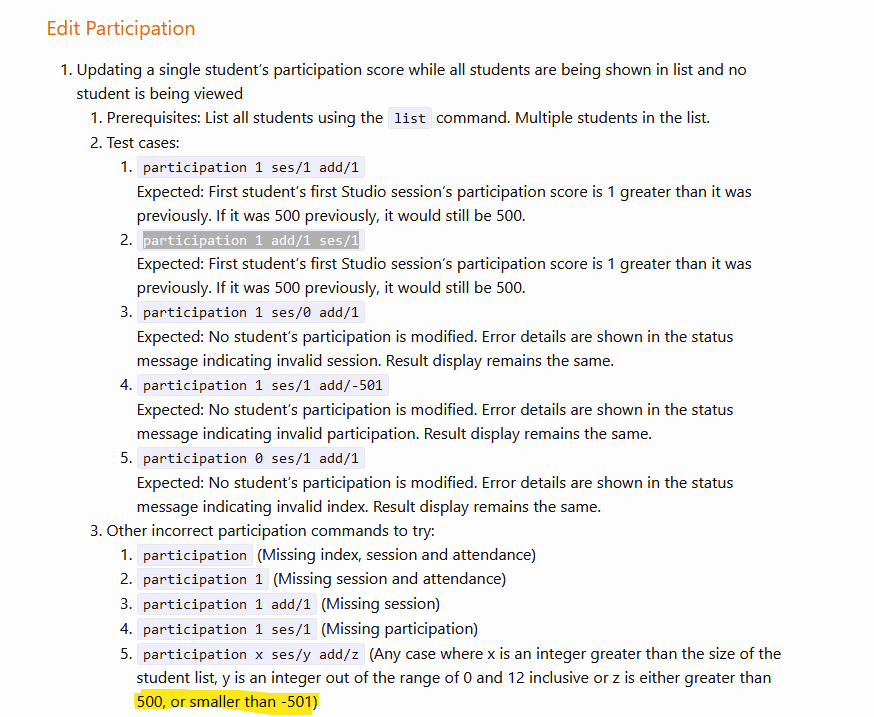 Edit Participation
1. Updating a single student's participation score while all students are being shown in list and no
student is being viewed
1. Prerequisites: List all students using the list command. Multiple students in the list.
2. Test cases:
1. participation 1 ses/1 add/1
Expected: First student's first Studio session's participation score is 1 greater than it was
previously. If it was 500 previously, it would still be 500.
2. participation 1 add/1 ses/1
Expected: First student's first Studio session's participation score is 1 greater than it was
previously. If it was 500 previously, it would still be 500.
3. participation 1 ses/0 add/1
Expected: No student's participation is modified. Error details are shown in the status
message indicating invalid session. Result display remains the same.
4. participation 1 ses/1 add/-501
Expected: No student's participation is modified. Error details are shown in the status
message indicating invalid participation. Result display remains the same.
5. participation 0 ses/1 add/1
Expected: No student's participation is modified. Error details are shown in the status
message indicating invalid index. Result display remains the same.
3. Other incorrect participation commands to try:
1. participation (Missing index, session and attendance)
2. participation 1 (Missing session and attendance)
3. participation 1 add/1 (Missing session)
4. participation 1 ses/1 (Missing participation)
5. participation x ses/y add/z (Any case where x is an integer greater than the size of the
student list, y is an integer out of the range of 0 and 12 inclusive or z is either greater than
500, or smaller than -501)